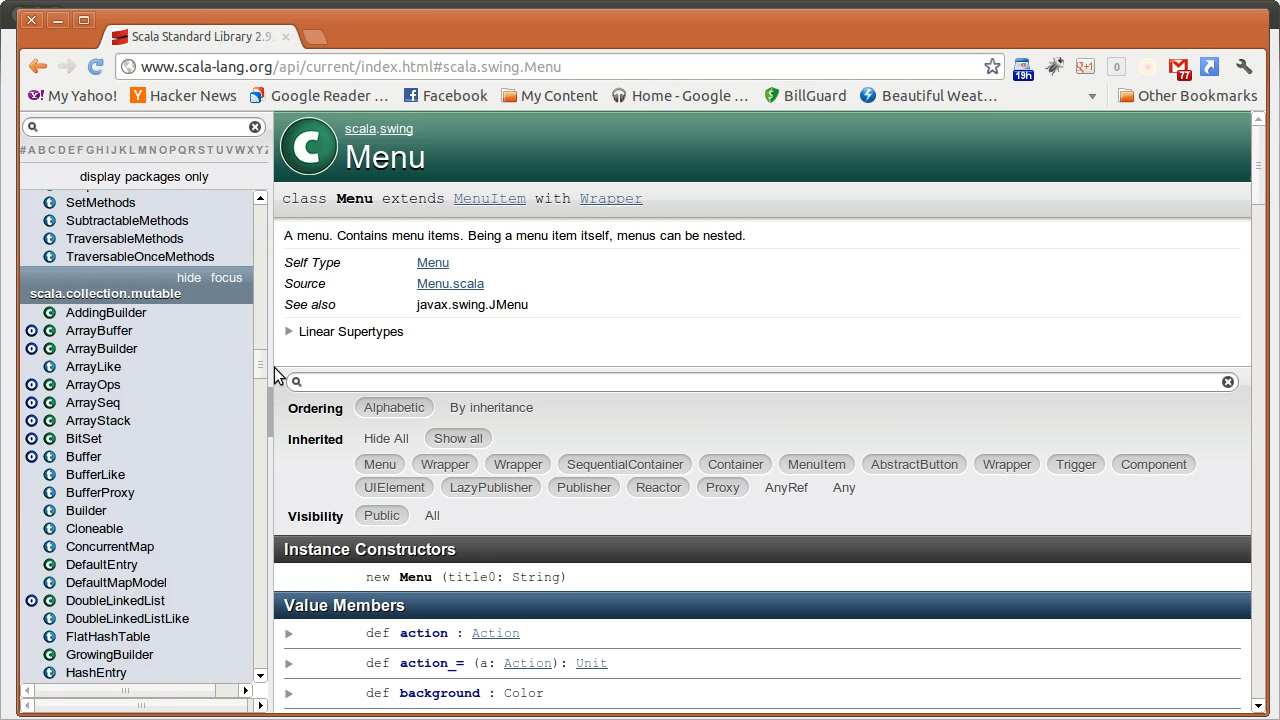 Scala Standard Library 2.9.
www.scala-lang.org/api/current/index.html#scala.swing.Menu
19h
+1
0
77
My Yahoo!
Hacker News
Google Reader ...
Facebook
My Content
Home - Google ...
BillGuard
Beautiful Weat...
Other Bookmarks
#ABCDEFGHIJKLMNOPQRSTUVWXYZ
display packages only
SetMethods
SubtractableMethods
TraversableMethods
TraversableOnceMethods
hide focus
scala.collection.mutable
AddingBuilder
ArrayBuffer
ArrayBuilder
ArrayLike
ArrayOps
ArraySeq
ArrayStack
BitSet
Buffer
BufferLike
BufferProxy
Builder
Cloneable
ConcurrentMap
DefaultEntry
DefaultMapModel
DoubleLinkedList
DoubleLinkedListLike
FlatHashTable
GrowingBuilder
HashEntry
scala.swing
Menu
class Menu extends MenuItem with Wrapper
A menu. Contains menu items. Being a menu item itself, menus can be nested.
Self Type Menu
Source Menu.scala
See also javax.swing.JMenu
Linear Supertypes
Ordering Alphabetic By inheritance
Inherited Hide All Show all
Menu Wrapper Wrapper SequentialContainer Container MenuItem AbstractButton Wrapper Trigger Component
UIElement LazyPublisher Publisher Reactor Proxy AnyRef Any
Visibility Public All
Instance Constructors
new Menu (title0: String)
Value Members
def action : Action
def action_= (a: Action): Unit
def background : Color